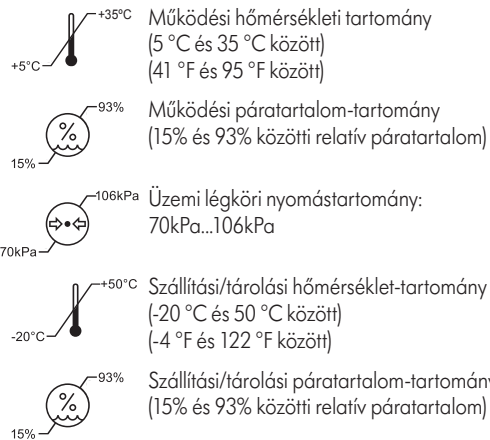 +35°C
Működési hőmérsékleti tartomány
(5 °C és 35 °C között)
+5°C
(41 °F és 95 °F között)
93%
Működési páratartalom-tartomány
%
(15% és 93% közötti relatív páratartalom)
15%
106kPa
Üzemi légköri nyomástartomány:
70kPa...106kPa
70kPa
+50°C
Szállítási/tárolási hőmérséklet-tartomány
(-20 °C és 50 °C között)
-20°C
(-4 °F és 122 °F között)
93%
Szállítási/tárolási páratartalom-tartomány
%
(15% és 93% közötti relatív páratartalom)
15%